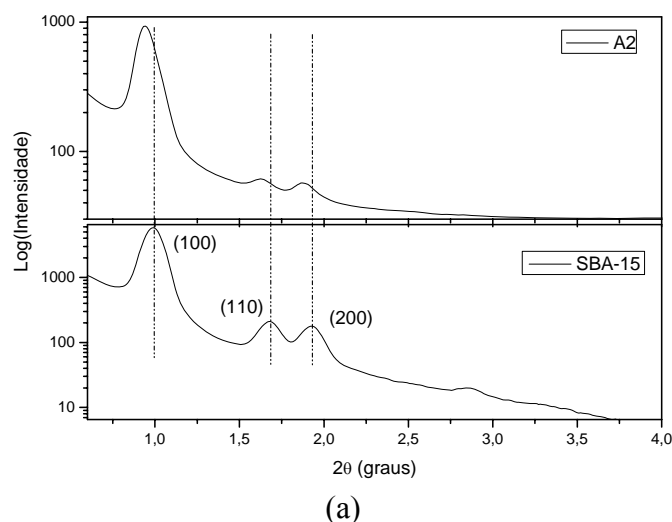 1000
A2
100
Log(Intensidade)
(100)
SBA-15
1000
(110)
(200)
100
10
1,0 1,5 2,0 2,5 3,0 3,5 4,0
2θ (graus)
(a)